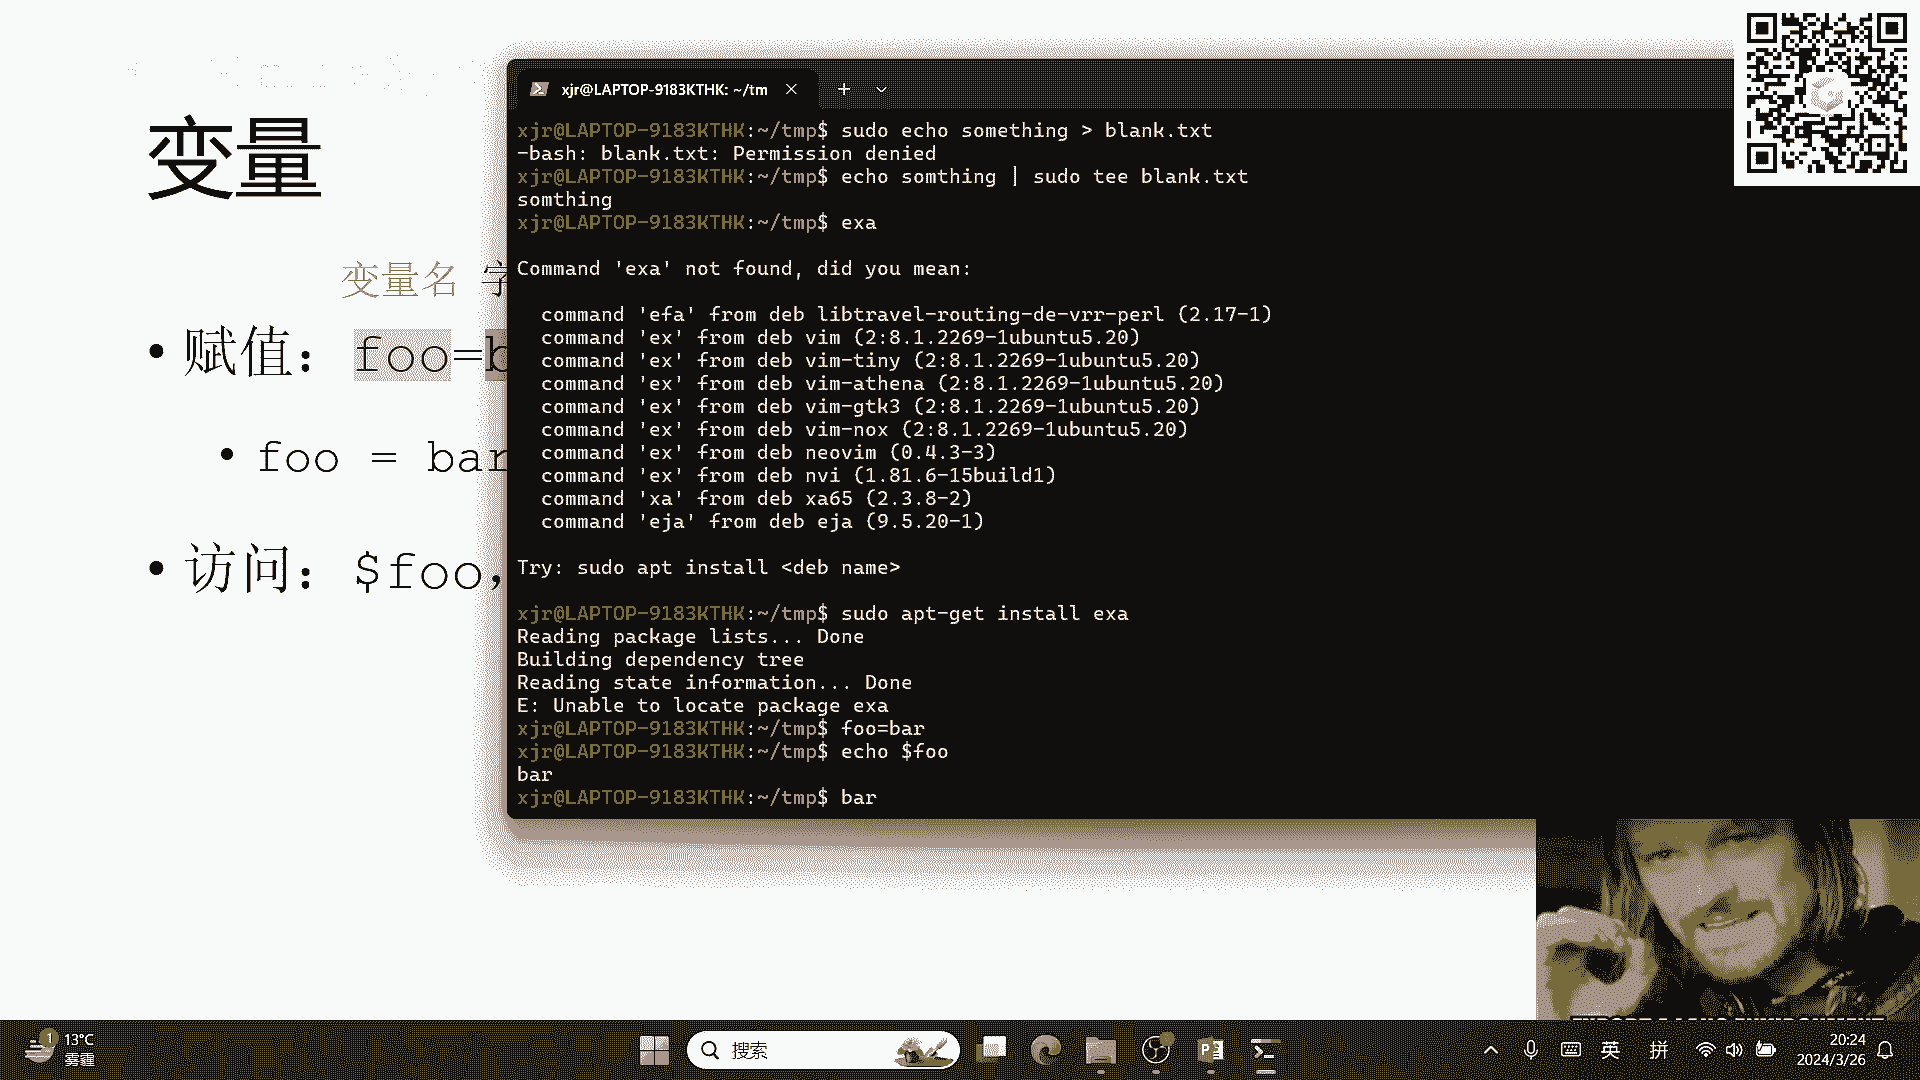 变量
变量名 字
• 赋值： foo=b
• foo = bar
• 访问： $foo,
xjr@LAPTOP-9183KTHK: ~/tm
xjr@LAPTOP-9183KTHK:~/tmp$ sudo echo something > blank.txt
-bash: blank.txt: Permission denied
xjr@LAPTOP-9183KTHK:~/tmp$ echo somthing | sudo tee blank.txt
somthing
xjr@LAPTOP-9183KTHK:~/tmp$ exa
Command 'exa' not found, did you mean:
command 'efa' from deb libtravel-routing-de-vrr-perl (2.17-1)
command 'ex' from deb vim (2:8.1.2269-1ubuntu5.20)
command 'ex' from deb vim-tiny (2:8.1.2269-1ubuntu5.20)
command 'ex' from deb vim-athena (2:8.1.2269-1ubuntu5.20)
command 'ex' from deb vim-gtk3 (2:8.1.2269-1ubuntu5.20)
command 'ex' from deb vim-nox (2:8.1.2269-1ubuntu5.20)
command 'ex' from deb neovim (0.4.3-3)
command 'ex' from deb nvi (1.81.6-15build1)
command 'xa' from deb xa65 (2.3.8-2)
command 'eja' from deb eja (9.5.20-1)
Try: sudo apt install <deb name>
xjr@LAPTOP-9183KTHK:~/tmp$ sudo apt-get install exa
Reading package lists... Done
Building dependency tree
Reading state information... Done
E: Unable to locate package exa
xjr@LAPTOP-9183KTHK:~/tmp$ foo=bar
xjr@LAPTOP-9183KTHK:~/tmp$ echo $foo
bar
xjr@LAPTOP-9183KTHK:~/tmp$ bar
1
13°C
雾霾
搜索
英
拼
20:24
2024/3/26